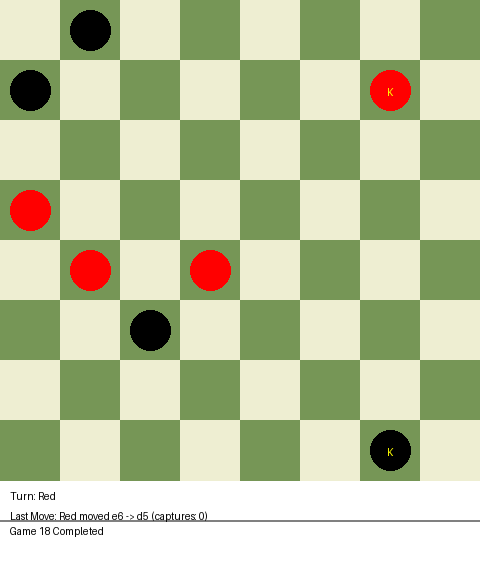 K
K
Turn: Red
Last Move: Red moved e6 -> d5 (captures: 0)
Game 18 Completed